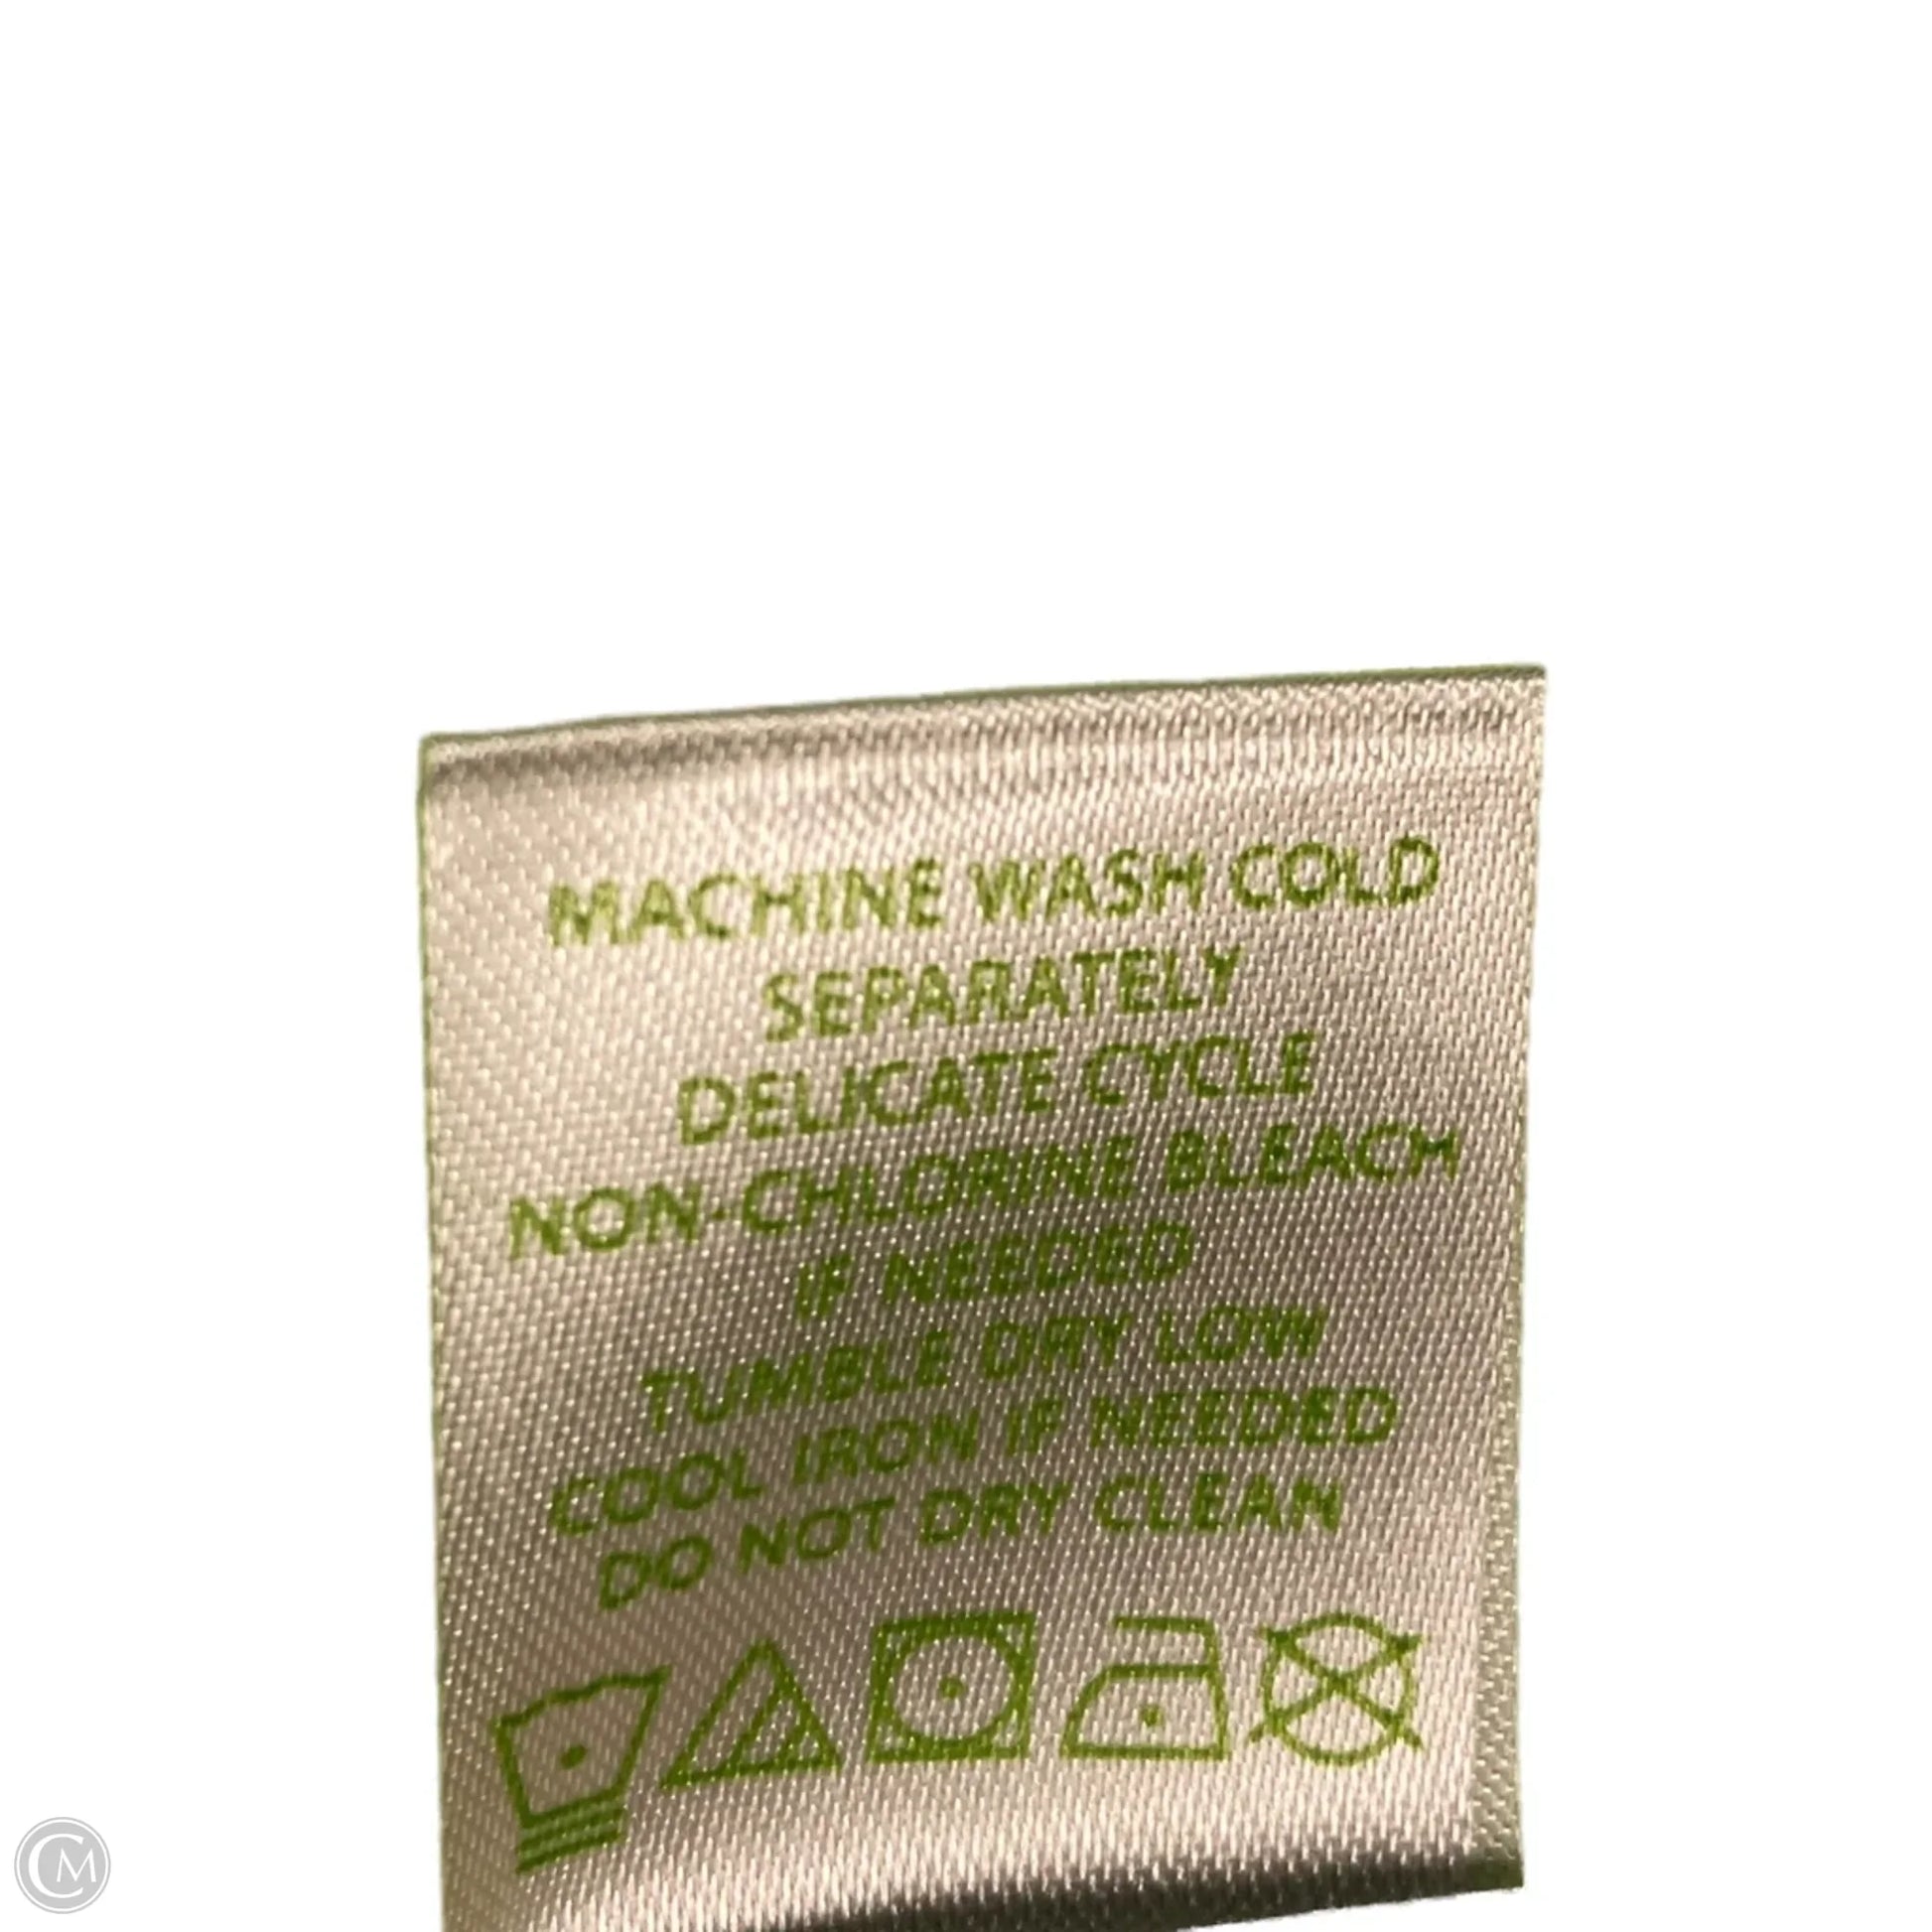 MACHINE WASH COLD
SEPARATELY
DELICATE CYCLE
NON-CHLORINE BLEACH
IF NEEDED
TUMBLE DRY LOW
COOL IRON IF NEEDED
DO NOT DRY CLEAN
CM